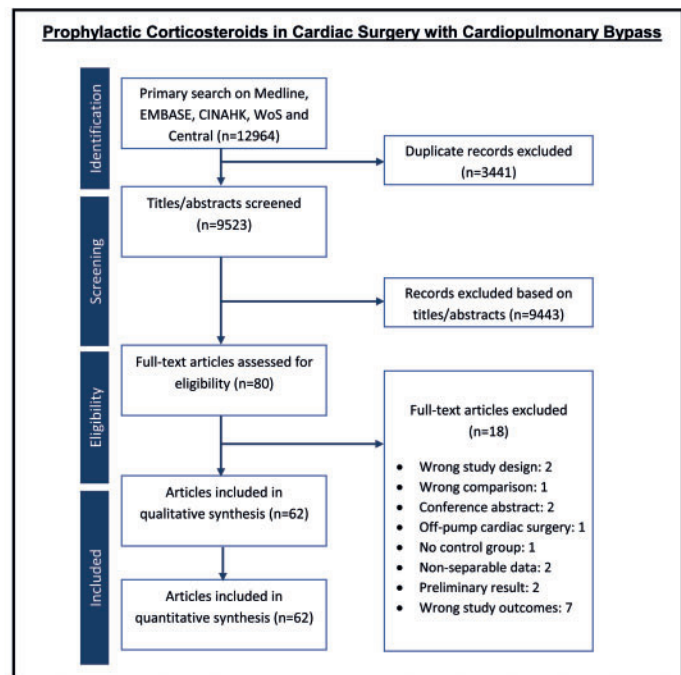 Prophylactic Corticosteroids in Cardiac Surgery with Cardiopulmonary Bypass
Identification
Primary search on Medline,
EMBASE, CINAHK, WoS and
Central (n=12964)
Duplicate records excluded
(n=3441)
Screening
Titles/abstracts screened
(n=9523)
Records excluded based on
titles/abstracts (n=9443)
Eligibility
Full-text articles assessed for
eligibility (n=80)
Full-text articles excluded
(n=18)
• Wrong study design: 2
• Wrong comparison: 1
• Conference abstract: 2
• Off-pump cardiac surgery: 1
• No control group: 1
• Non-separable data: 2
• Preliminary result: 2
• Wrong study outcomes: 7
Included
Articles included in
qualitative synthesis (n=62)
Articles included in
quantitative synthesis (n=62)